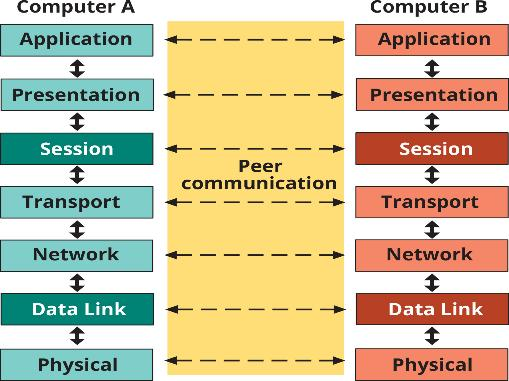 Computer A
Computer B
Application
Application
Presentation
Presentation
Session
Session
Peer
communication
Transport
Transport
Network
Network
Data Link
Data Link
Physical
Physical